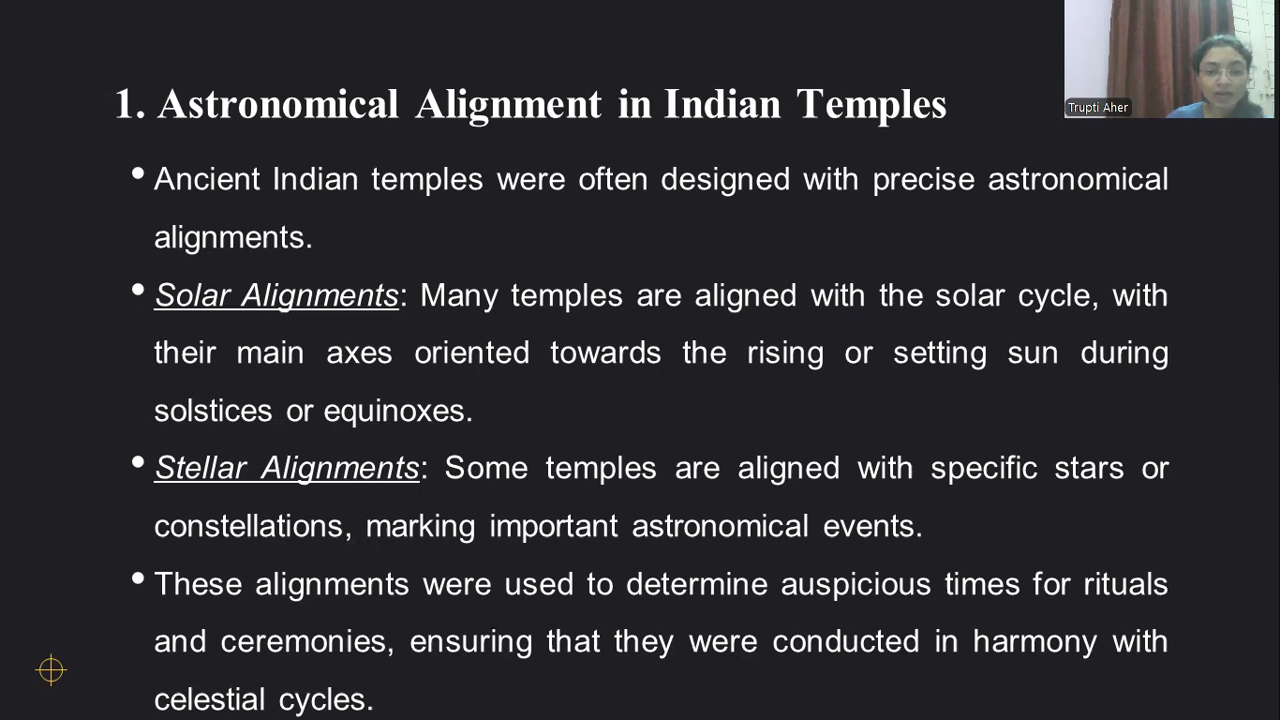 1. Astronomical Alignment in Indian Temples
Trupti Aher
• Ancient Indian temples were often designed with precise astronomical
alignments.
• Solar Alignments: Many temples are aligned with the solar cycle, with
their main axes oriented towards the rising or setting sun during
solstices or equinoxes.
• Stellar Alignments: Some temples are aligned with specific stars or
constellations, marking important astronomical events.
• These alignments were used to determine auspicious times for rituals
and ceremonies, ensuring that they were conducted in harmony with
celestial cycles.